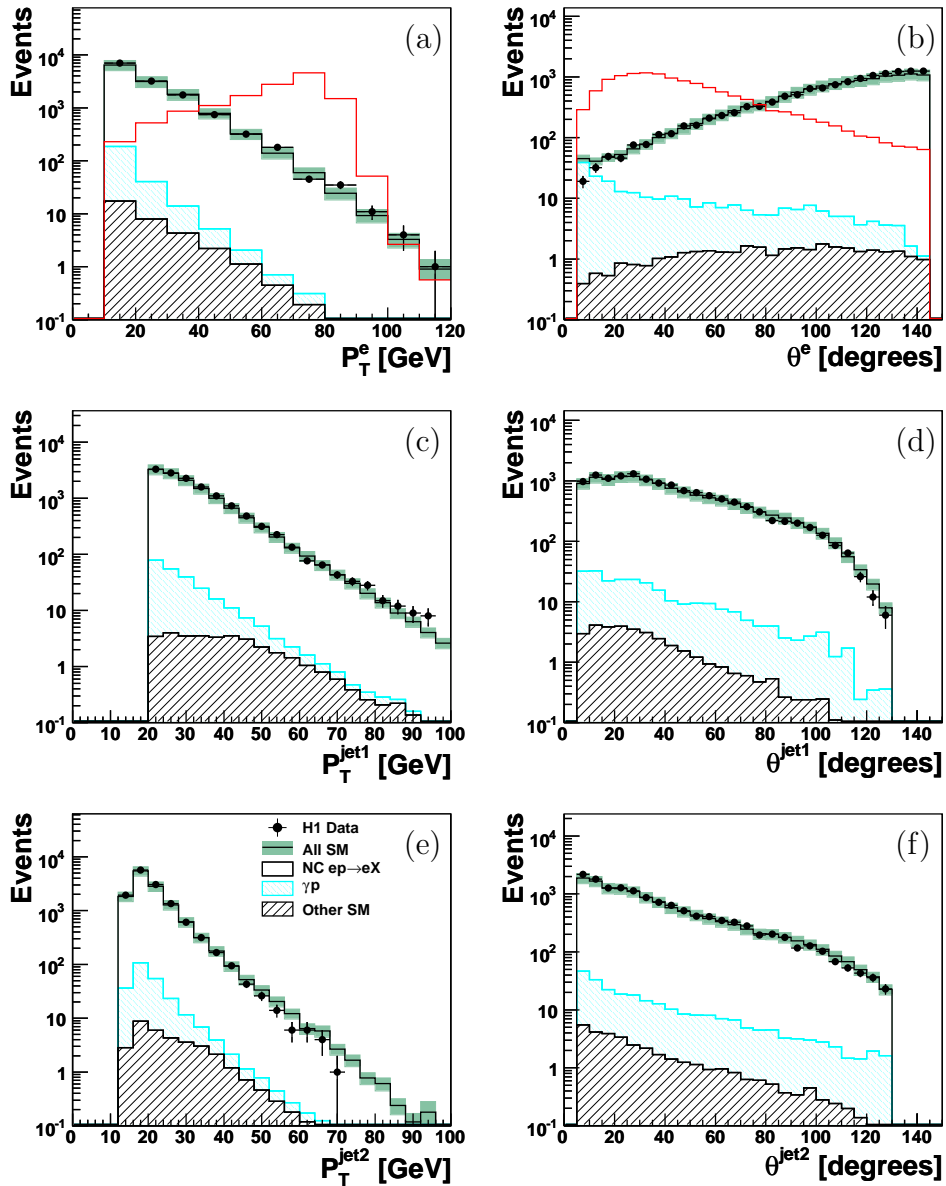 Events
(a)
10⁴
10³
10²
10
1
10⁻¹
0 20 40 60 80 100 120
P_T^e [GeV]
Events
(b)
10³
10²
10
1
10⁻¹
0 20 40 60 80 100 120 140
θ^e [degrees]
Events
(c)
10⁴
10³
10²
10
1
10⁻¹
0 10 20 30 40 50 60 70 80 90 100
P_T^jet1 [GeV]
Events
(d)
10⁴
10³
10²
10
1
10⁻¹
0 20 40 60 80 100 120 140
θ^jet1 [degrees]
Events
(e)
H1 Data
All SM
NC ep→eX
γp
Other SM
10⁴
10³
10²
10
1
10⁻¹
0 10 20 30 40 50 60 70 80 90 100
P_T^jet2 [GeV]
Events
(f)
10⁴
10³
10²
10
1
10⁻¹
0 20 40 60 80 100 120 140
θ^jet2 [degrees]